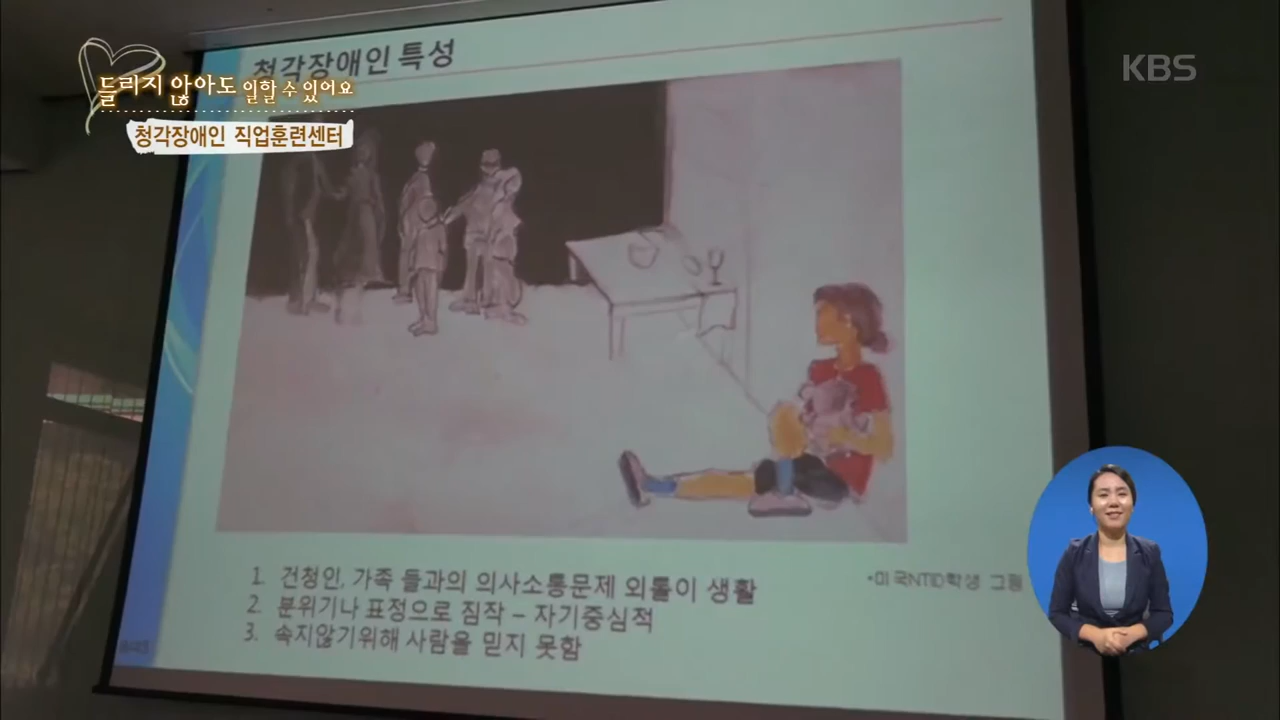 들리지 않아도 일할 수 있어요
청각장애인 직업훈련센터
KBS
청각장애인 특성
1. 건청인, 가족 들과의 의사소통문제 외톨이 생활
2. 분위기나 표정으로 짐작 – 자기중심적
3. 속지않기위해 사람을 믿지 못함
*미국NTID학생 그림